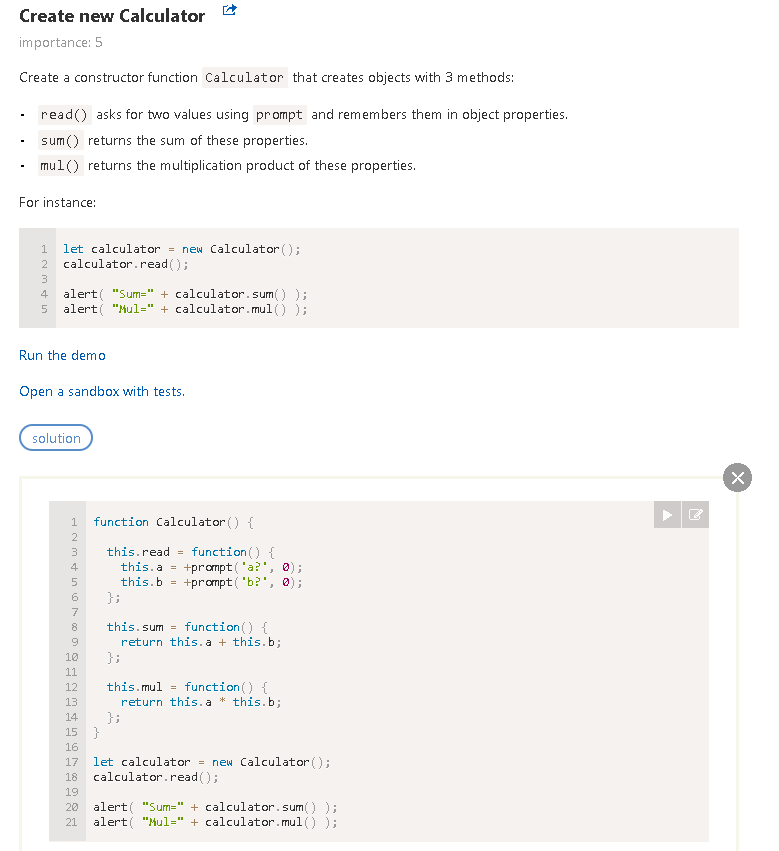 Create new Calculator
importance: 5
Create a constructor function Calculator that creates objects with 3 methods:
• read() asks for two values using prompt and remembers them in object properties.
• sum() returns the sum of these properties.
• mul() returns the multiplication product of these properties.
For instance:
1 let calculator = new Calculator();
2 calculator.read();
3
4 alert( "Sum=" + calculator.sum() );
5 alert( "Mul=" + calculator.mul() );
Run the demo
Open a sandbox with tests.
solution
1 function Calculator() {
2
3   this.read = function() {
4     this.a = +prompt('a?', 0);
5     this.b = +prompt('b?', 0);
6   };
7
8   this.sum = function() {
9     return this.a + this.b;
10   };
11
12   this.mul = function() {
13     return this.a * this.b;
14   };
15 }
16
17 let calculator = new Calculator();
18 calculator.read();
19
20 alert( "Sum=" + calculator.sum() );
21 alert( "Mul=" + calculator.mul() );